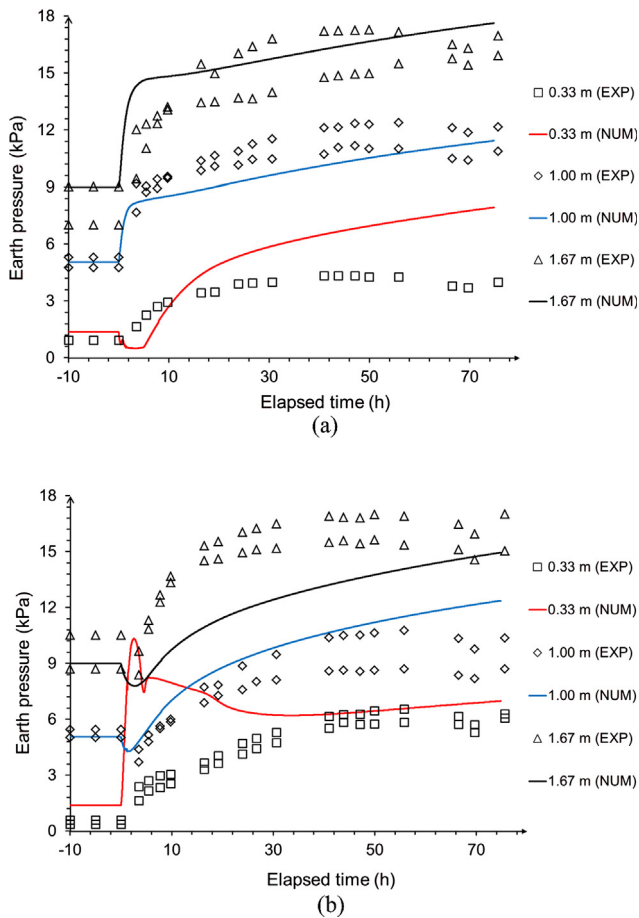 18
15
12
9
6
3
0
-10
10
30
50
70
Earth pressure (kPa)
Elapsed time (h)
0.33 m (EXP)
0.33 m (NUM)
1.00 m (EXP)
1.00 m (NUM)
1.67 m (EXP)
1.67 m (NUM)
(a)
18
15
12
9
6
3
0
-10
10
30
50
70
Earth pressure (kPa)
Elapsed time (h)
0.33 m (EXP)
0.33 m (NUM)
1.00 m (EXP)
1.00 m (NUM)
1.67 m (EXP)
1.67 m (NUM)
(b)